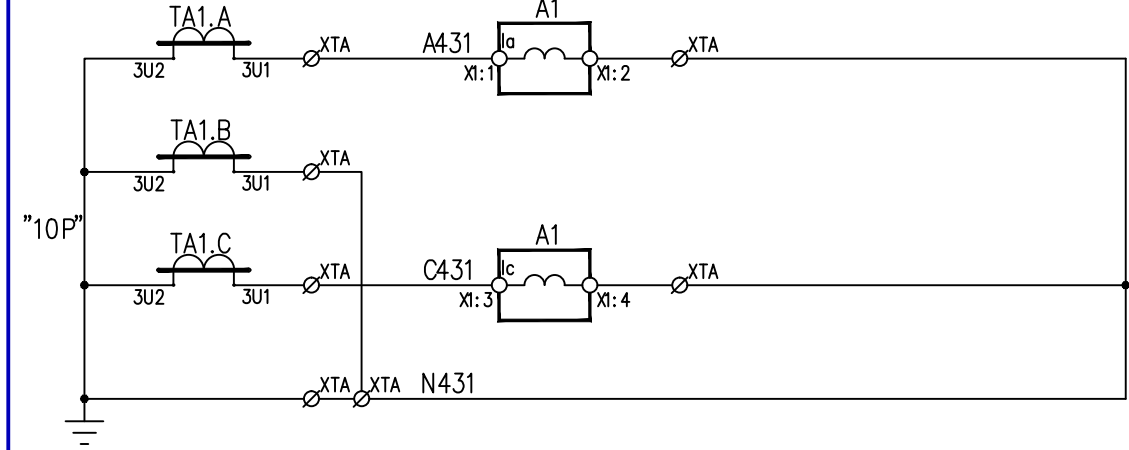 TA1.A
XTA
A431
A1
Ia
XTA
3U2
3U1
X1:1
X1:2
TA1.B
XTA
3U2
3U1
"10P"
TA1.C
XTA
C431
A1
Ic
XTA
3U2
3U1
X1:3
X1:4
XTA
XTA
N431